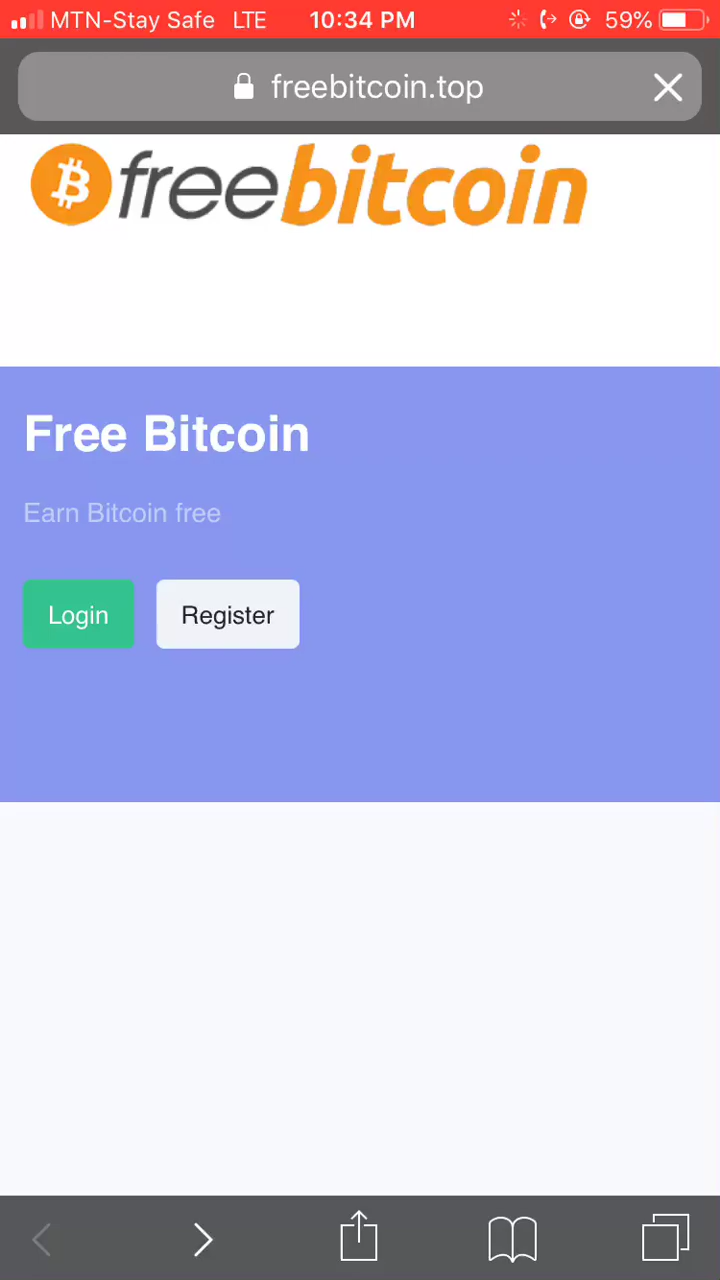 MTN-Stay Safe LTE 10:34 PM 59%
freebitcoin.top
freebitcoin
Free Bitcoin
Earn Bitcoin free
Login Register